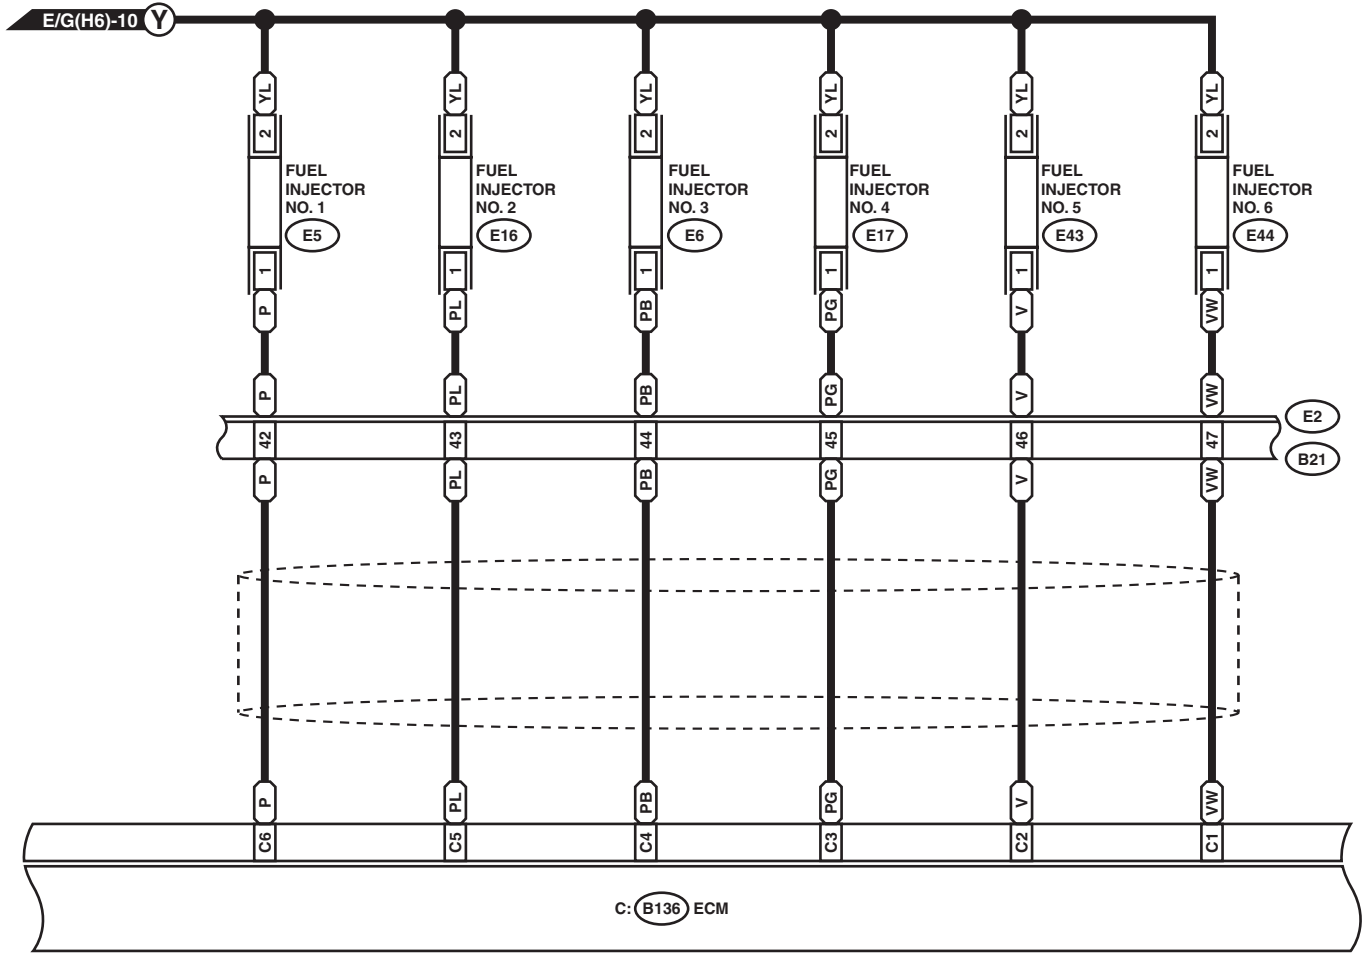 E/G(H6)-10 Y
YL YL YL YL YL YL
2 2 2 2 2 2
FUEL
INJECTOR
NO. 1
E5
FUEL
INJECTOR
NO. 2
E16
FUEL
INJECTOR
NO. 3
E6
FUEL
INJECTOR
NO. 4
E17
FUEL
INJECTOR
NO. 5
E43
FUEL
INJECTOR
NO. 6
E44
1 1 1 1 1 1
P PL PB PG V VW
P PL PB PG V VW
E2
42 43 44 45 46 47
B21
P PL PB PG V VW
P PL PB PG V VW
C6 C5 C4 C3 C2 C1
C: B136 ECM